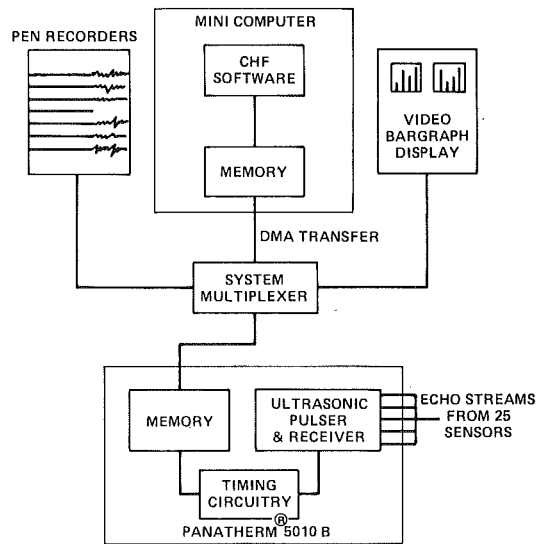 PEN RECORDERS
MINI COMPUTER
CHF
SOFTWARE
MEMORY
VIDEO
BARGRAPH
DISPLAY
DMA TRANSFER
SYSTEM
MULTIPLEXER
MEMORY
ULTRASONIC
PULSER
& RECEIVER
ECHO STREAMS
FROM 25
SENSORS
TIMING
CIRCUITRY
PANATHERM ® 5010 B